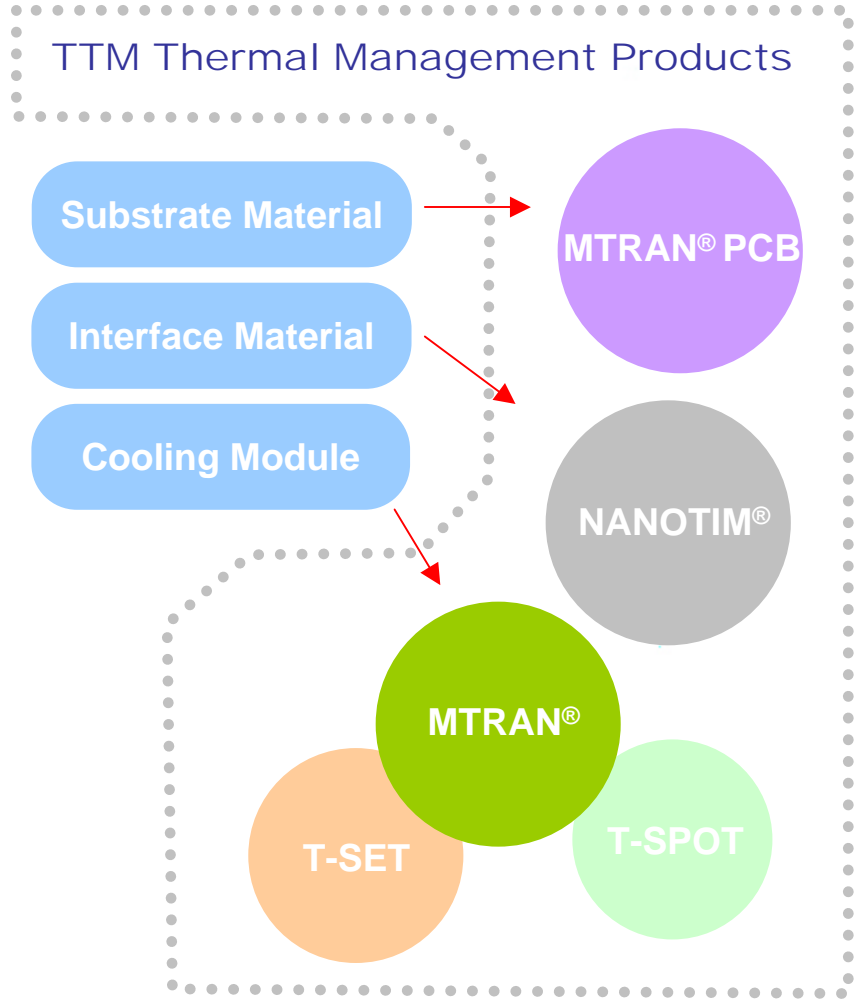 TTM Thermal Management Products
Substrate Material
MTRAN® PCB
Interface Material
Cooling Module
NANOTIM®
MTRAN®
T-SET
T-SPOT